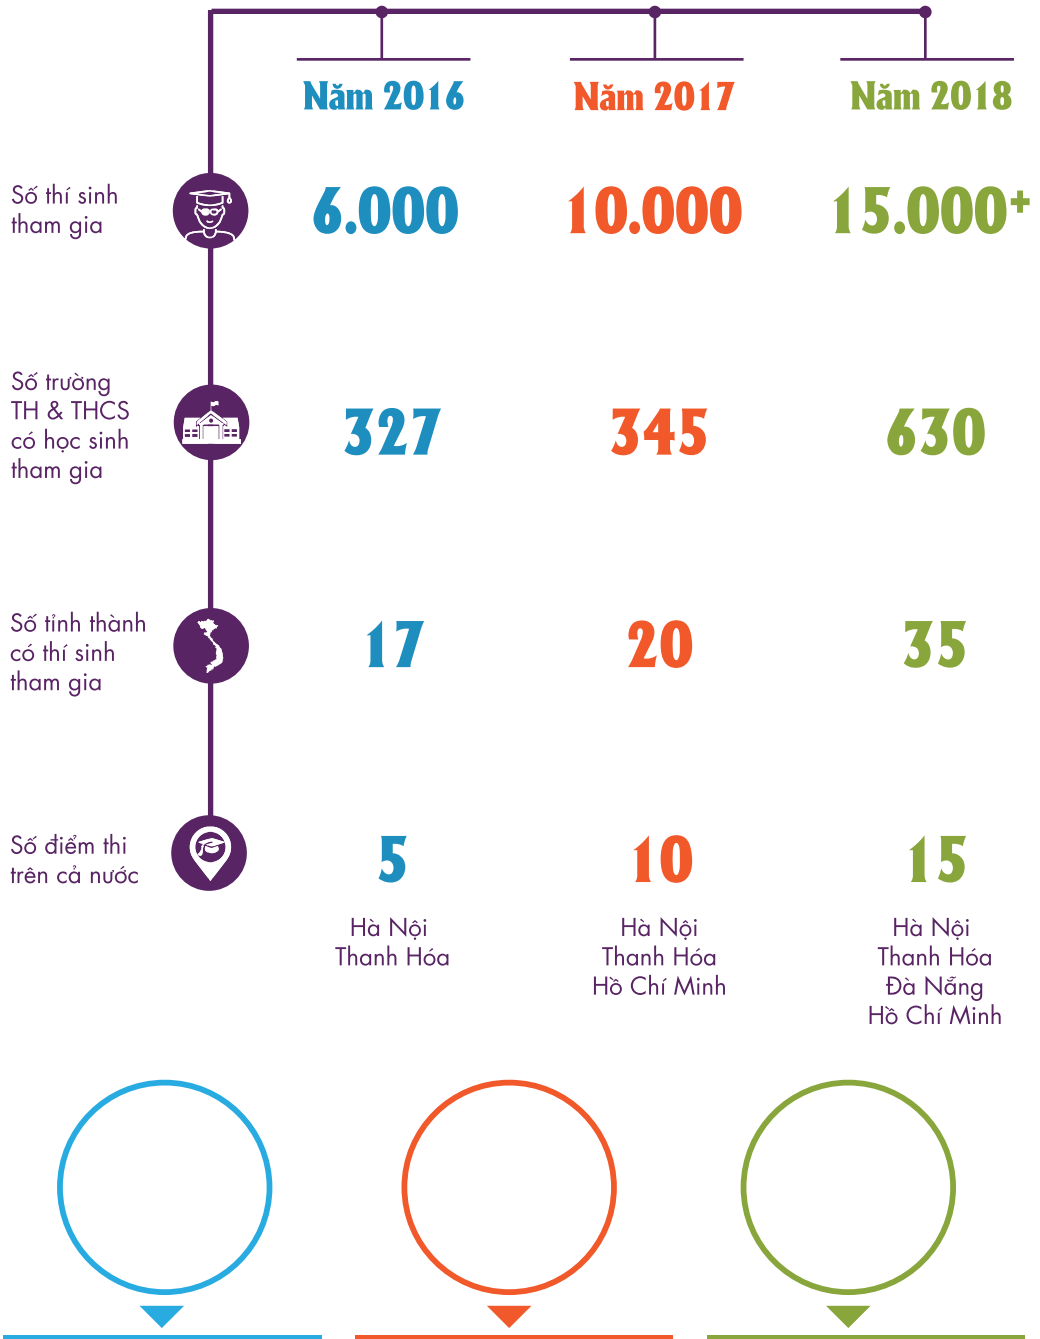 Năm 2016
Năm 2017
Năm 2018
Số thí sinh
tham gia
6.000
10.000
15.000+
Số trường
TH & THCS
có học sinh
tham gia
327
345
630
Số tỉnh thành
có thí sinh
tham gia
17
20
35
Số điểm thi
trên cả nước
5
10
15
Hà Nội
Thanh Hóa
Hà Nội
Thanh Hóa
Hồ Chí Minh
Hà Nội
Thanh Hóa
Đà Nẵng
Hồ Chí Minh